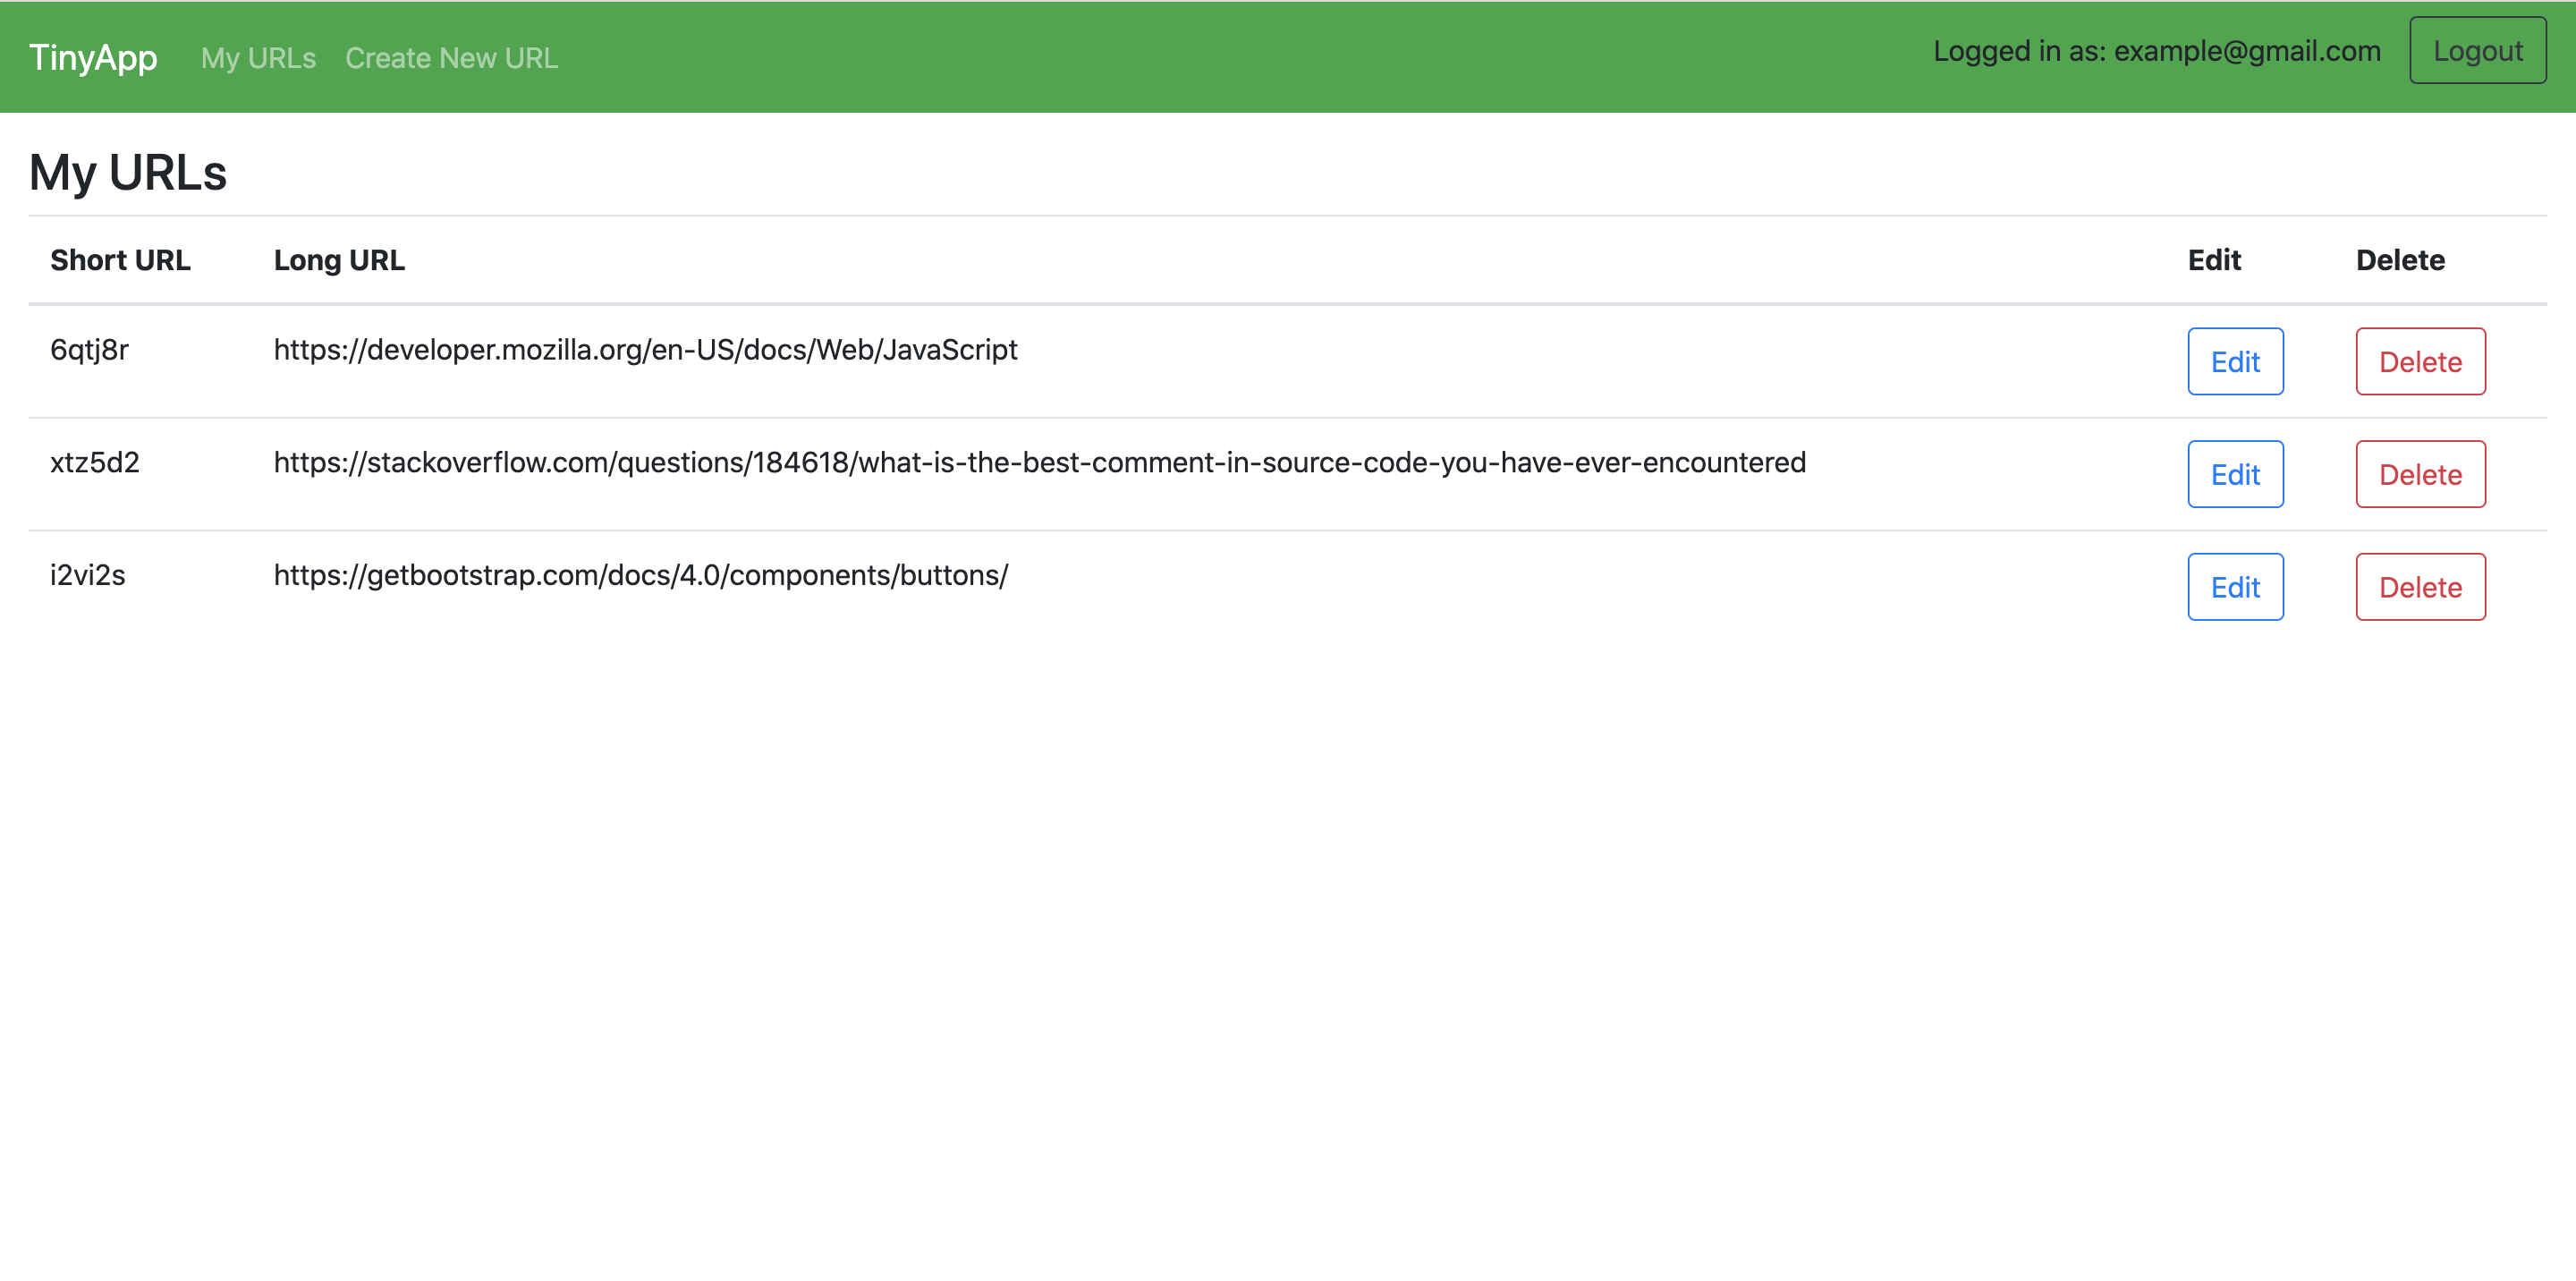 TinyApp My URLs Create New URL Logged in as: example@gmail.com Logout
My URLs
Short URL Long URL Edit Delete
6qtj8r https://developer.mozilla.org/en-US/docs/Web/JavaScript Edit Delete
xtz5d2 https://stackoverflow.com/questions/184618/what-is-the-best-comment-in-source-code-you-have-ever-encountered Edit Delete
i2vi2s https://getbootstrap.com/docs/4.0/components/buttons/ Edit Delete